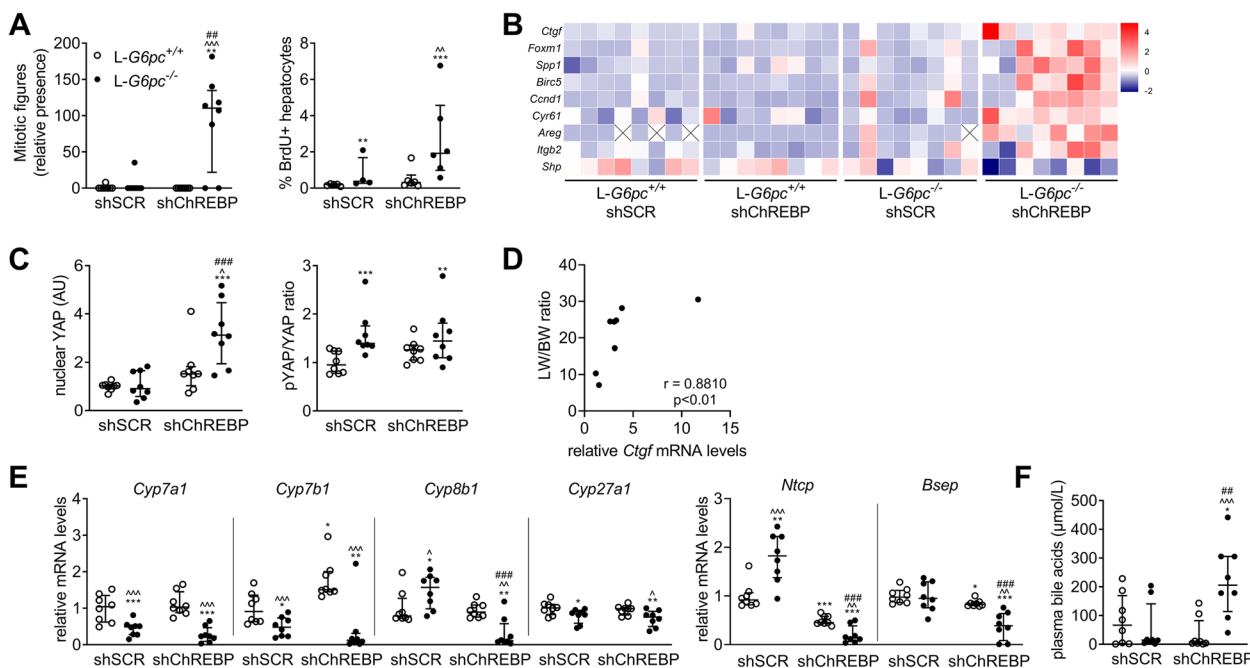 A
Mitotic figures
(relative presence)
200
150
100
50
0
L-G6pc+/+
L-G6pc-/-
##
^^^
**
shSCR
shChREBP
% BrdU+ hepatocytes
8
6
4
2
0
**
^^
***
shSCR
shChREBP
B
Ctgf
Foxm1
Spp1
Birc5
Ccnd1
Cyr61
Areg
Itgb2
Shp
4
2
0
-2
L-G6pc+/+
shSCR
L-G6pc+/+
shChREBP
L-G6pc-/-
shSCR
L-G6pc-/-
shChREBP
C
nuclear YAP (AU)
6
4
2
0
###
^
***
shSCR
shChREBP
pYAP/YAP ratio
3
2
1
0
***
**
shSCR
shChREBP
D
LW/BW ratio
40
30
20
10
0
r = 0.8810
p<0.01
0
5
10
15
relative Ctgf mRNA levels
E
relative mRNA levels
4
3
2
1
0
Cyp7a1
Cyp7b1
Cyp8b1
Cyp27a1
^^^
***
^^^
***
^^^
*
*
^^^
**
^
*
###
^^
**
*
^
**
shSCR
shChREBP
shSCR
shChREBP
shSCR
shChREBP
shSCR
shChREBP
relative mRNA levels
3
2
1
0
Ntcp
Bsep
^^^
**
***
###
^^
***
*
###
^^^
***
shSCR
shChREBP
shSCR
shChREBP
F
plasma bile acids (μmol/L)
500
400
300
200
100
0
##
^^^
*
shSCR
shChREBP